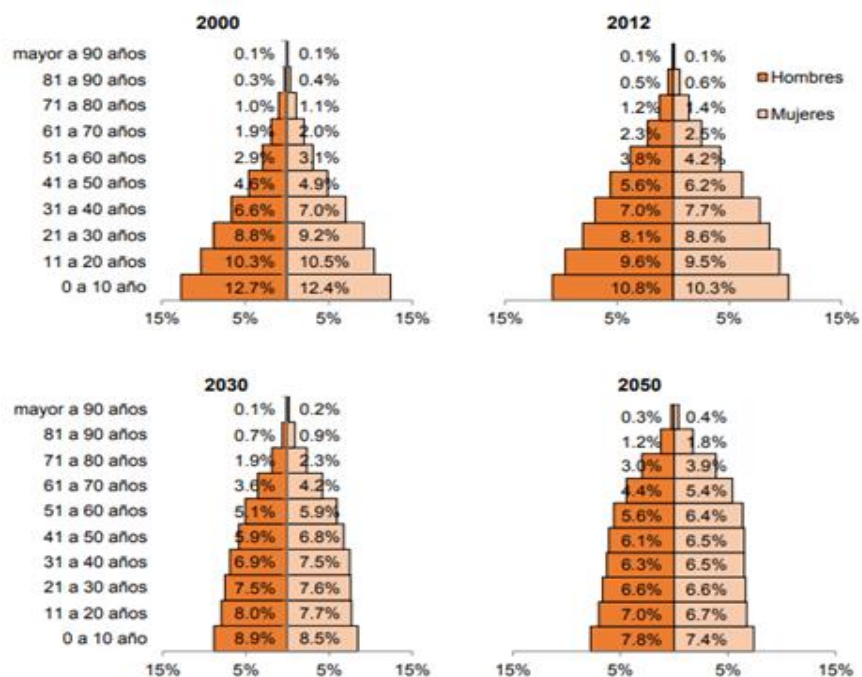 2000 2012
mayor a 90 años 0.1% 0.1% 0.1% 0.1%
81 a 90 años 0.3% 0.4% 0.5% 0.6% Hombres
71 a 80 años 1.0% 1.1% 1.2% 1.4%
Mujeres
61 a 70 años 1.9% 2.0% 2.3% 2.5%
51 a 60 años 2.9% 3.1% 3.8% 4.2%
41 a 50 años 4.6% 4.9% 5.6% 6.2%
31 a 40 años 6.6% 7.0% 7.0% 7.7%
21 a 30 años 8.8% 9.2% 8.1% 8.6%
11 a 20 años 10.3% 10.5% 9.6% 9.5%
0 a 10 año 12.7% 12.4% 10.8% 10.3%
15% 5% 5% 15% 15% 5% 5% 15%
2030 2050
mayor a 90 años 0.1% 0.2% 0.3% 0.4%
81 a 90 años 0.7% 0.9% 1.2% 1.8%
71 a 80 años 1.9% 2.3% 3.0% 3.9%
61 a 70 años 3.6% 4.2% 4.4% 5.4%
51 a 60 años 5.1% 5.9% 5.6% 6.4%
41 a 50 años 5.9% 6.8% 6.1% 6.5%
31 a 40 años 6.9% 7.5% 6.3% 6.5%
21 a 30 años 7.5% 7.6% 6.6% 6.6%
11 a 20 años 8.0% 7.7% 7.0% 6.7%
0 a 10 año 8.9% 8.5% 7.8% 7.4%
15% 5% 5% 15% 15% 5% 5% 15%